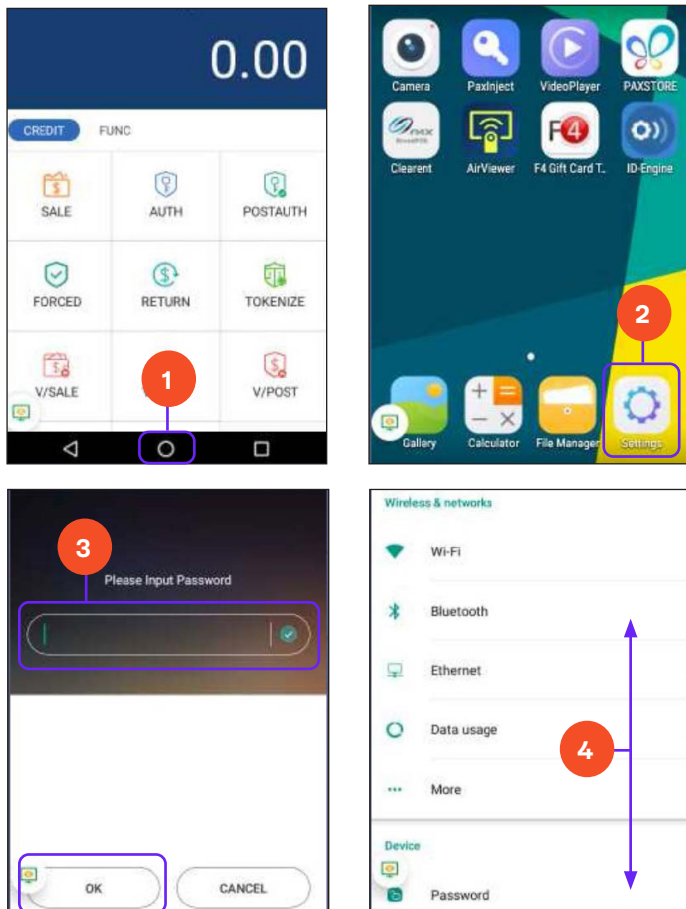 0.00
CREDIT FUNC
SALE AUTH POSTAUTH
FORCED RETURN TOKENIZE
V/SALE V/POST
1
Camera PaxInject VideoPlayer PAXSTORE
Clearent AirViewer F4 Gift Card T.. ID-Engine
2
Gallery Calculator File Manager Settings
3
Please Input Password
OK CANCEL
Wireless & networks
Wi-Fi
Bluetooth
Ethernet
Data usage
4
More
Device
Password